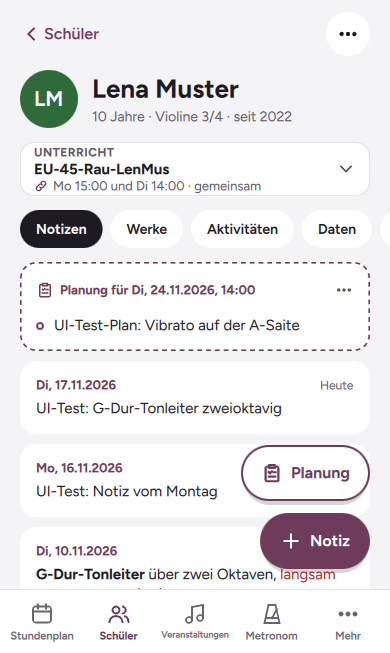 Schüler
LM
Lena Muster
10 Jahre · Violine 3/4 · seit 2022
UNTERRICHT
EU-45-Rau-LenMus
Mo 15:00 und Di 14:00 · gemeinsam
Notizen Werke Aktivitäten Daten
Planung für Di, 24.11.2026, 14:00
UI-Test-Plan: Vibrato auf der A-Saite
Di, 17.11.2026 Heute
UI-Test: G-Dur-Tonleiter zweioktavig
Mo, 16.11.2026
UI-Test: Notiz vom Montag
Planung
Notiz
Di, 10.11.2026
G-Dur-Tonleiter über zwei Oktaven, langsam
Stundenplan Schüler Veranstaltungen Metronom Mehr